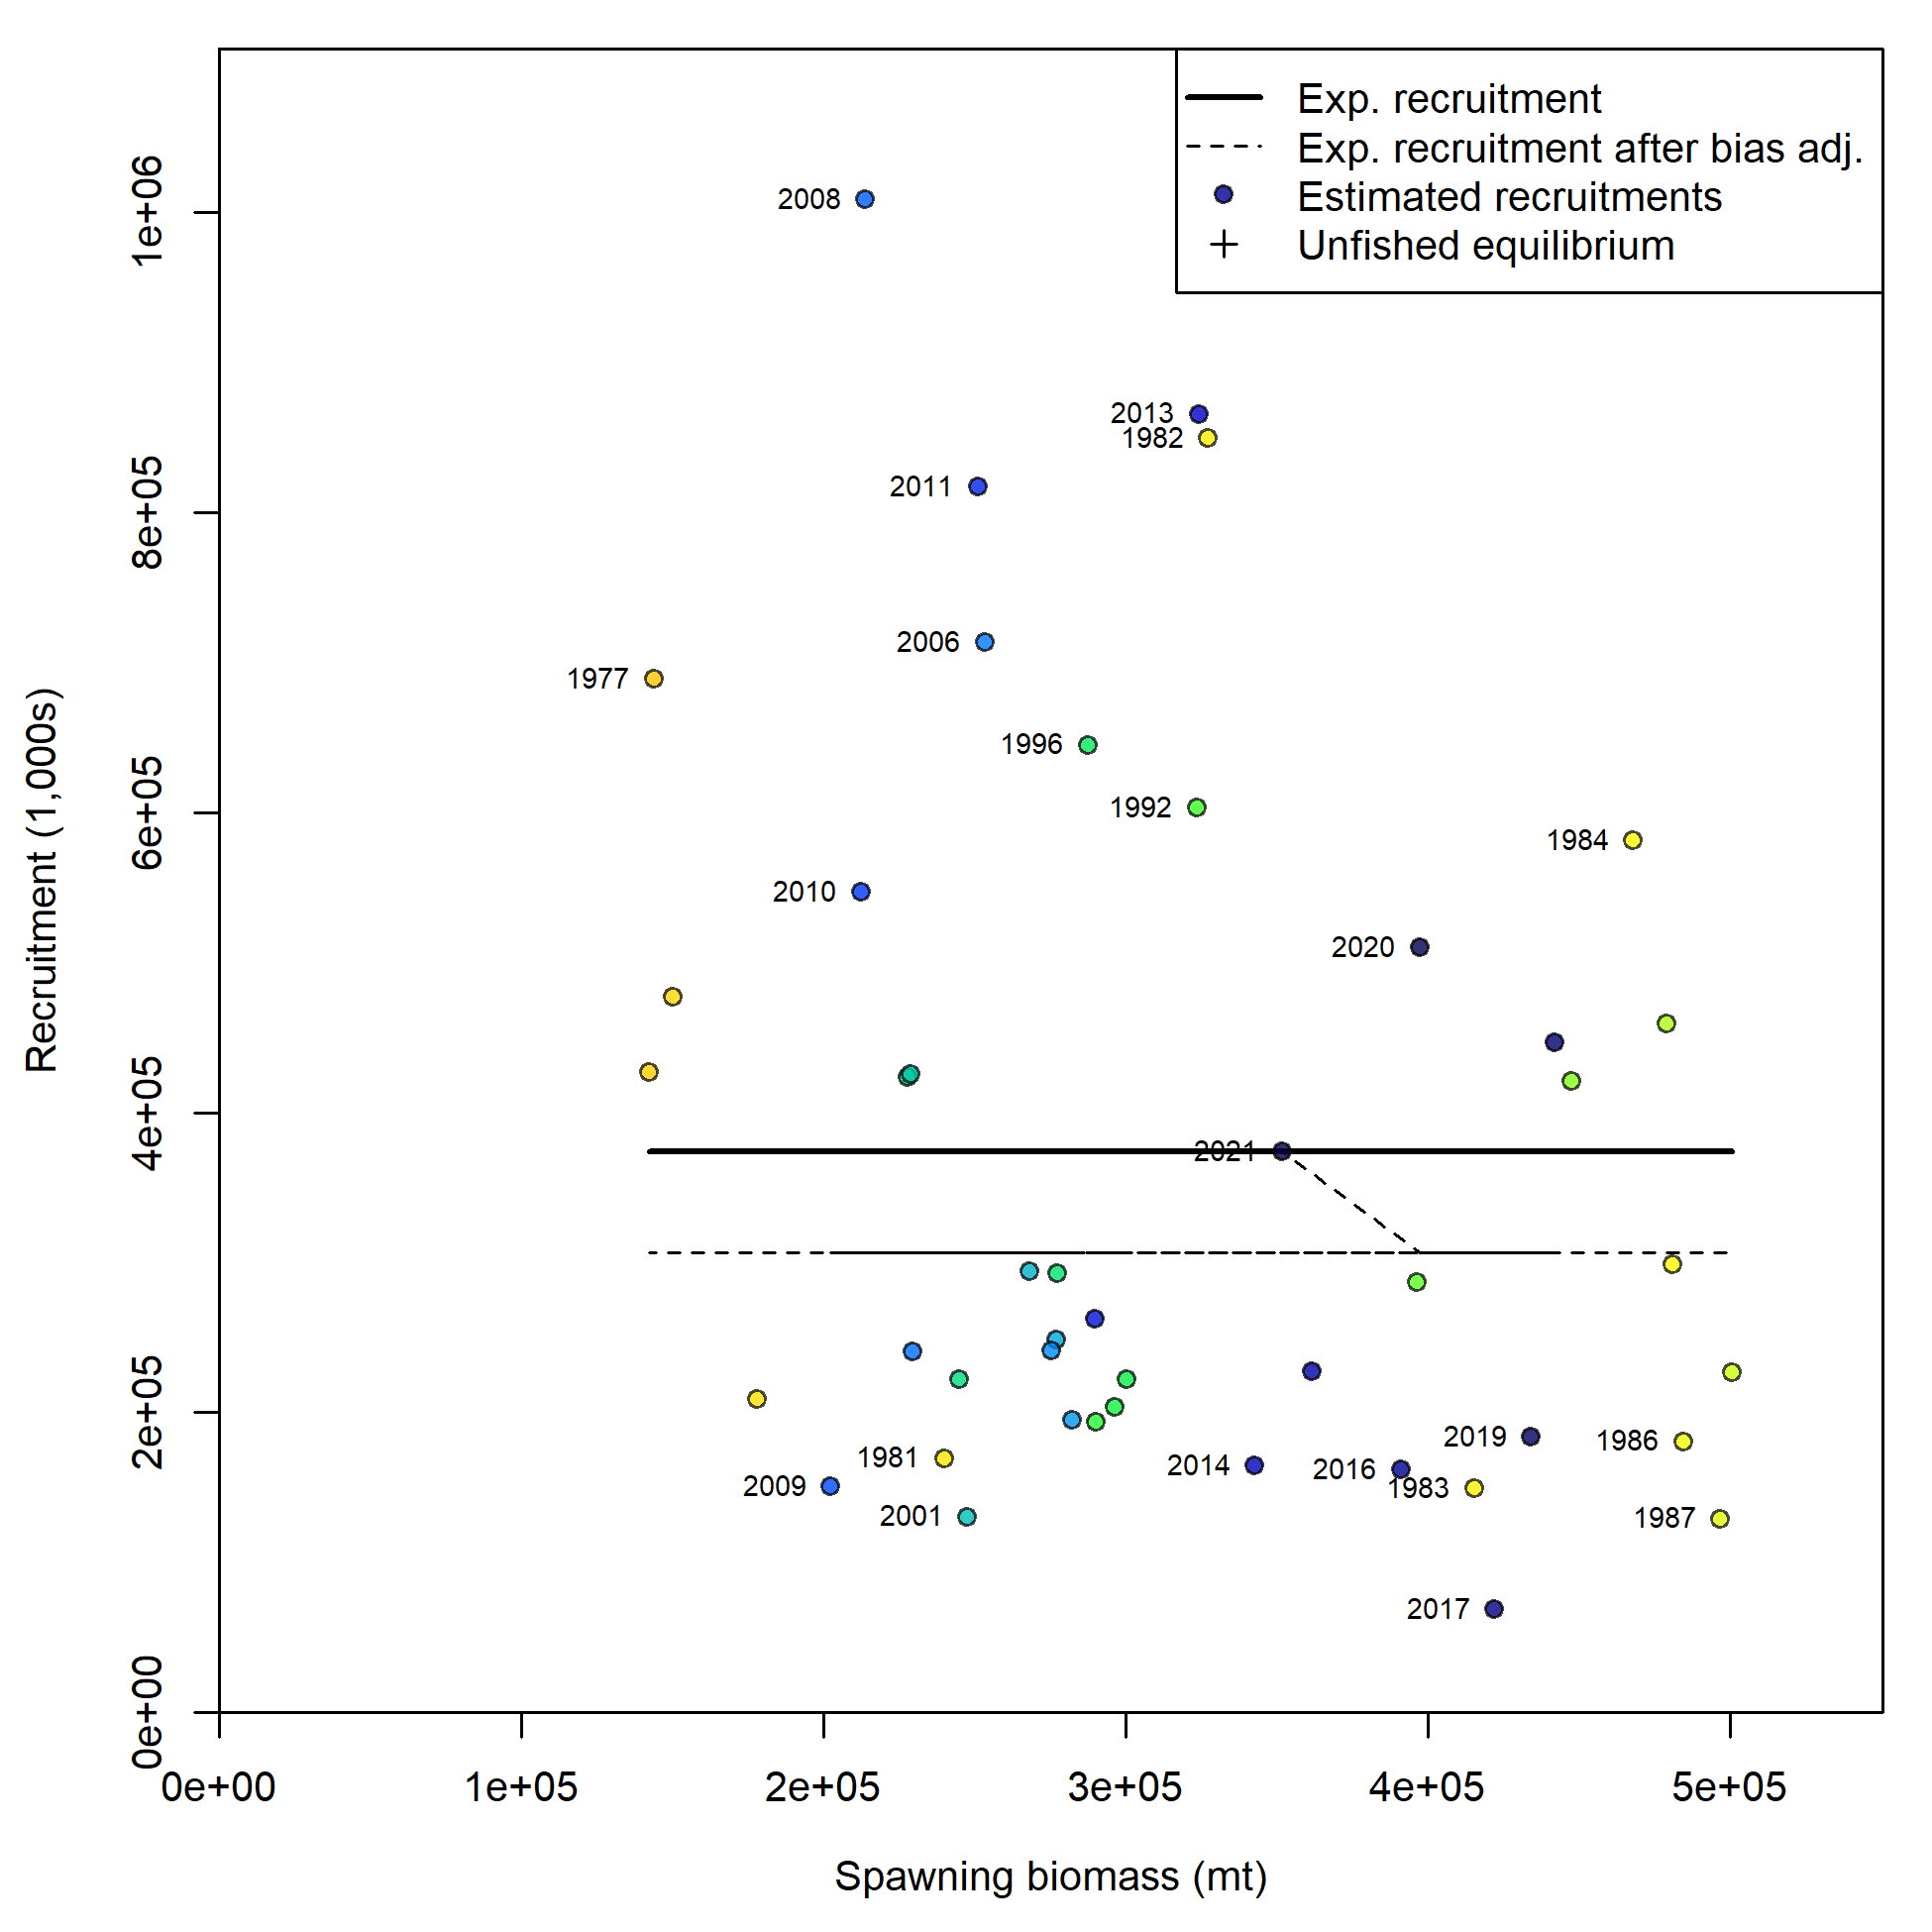 Exp. recruitment
Exp. recruitment after bias adj.
Estimated recruitments
Unfished equilibrium
1e+06
8e+05
6e+05
4e+05
2e+05
0e+00
Recruitment (1,000s)
2008
2013
1982
2011
2006
1977
1996
1992
1984
2010
2020
2021
2019
1986
1981
2014
2016
2009
1983
2001
1987
2017
0e+00 1e+05 2e+05 3e+05 4e+05 5e+05
Spawning biomass (mt)